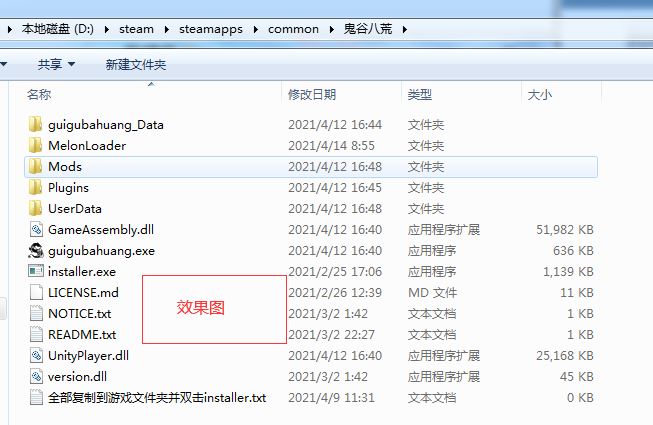 本地磁盘 (D:) steam steamapps common 鬼谷八荒
共享 新建文件夹
名称 修改日期 类型 大小
guigubahuang_Data 2021/4/12 16:44 文件夹
MelonLoader 2021/4/14 8:55 文件夹
Mods 2021/4/12 16:48 文件夹
Plugins 2021/4/12 16:45 文件夹
UserData 2021/4/12 16:48 文件夹
GameAssembly.dll 2021/4/12 16:40 应用程序扩展 51,982 KB
guigubahuang.exe 2021/4/12 16:40 应用程序 636 KB
installer.exe 2021/2/25 17:06 应用程序 1,139 KB
LICENSE.md 2021/2/26 12:39 MD 文件 11 KB
效果图
NOTICE.txt 2021/3/2 1:42 文本文档 1 KB
README.txt 2021/3/2 22:27 文本文档 1 KB
UnityPlayer.dll 2021/4/12 16:40 应用程序扩展 25,168 KB
version.dll 2021/3/2 1:42 应用程序扩展 45 KB
全部复制到游戏文件夹并双击installer.txt 2021/4/9 11:31 文本文档 0 KB